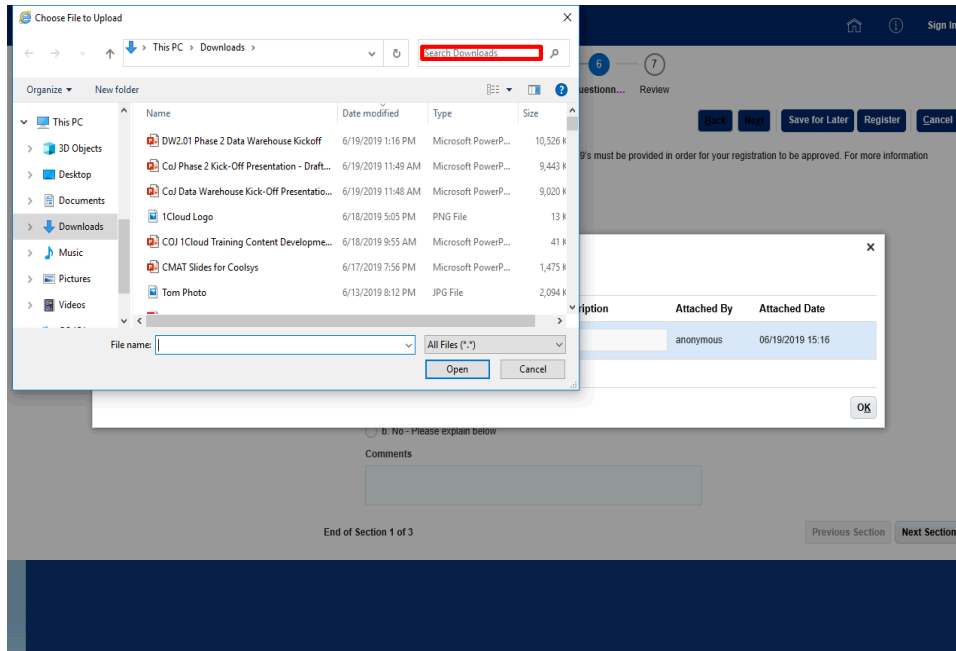 Choose File to Upload
Sign In
This PC > Downloads >
Search Downloads
6
7
uestionn... Review
Organize New folder
Back Next Save for Later Register Cancel
Name Date modified Type Size
This PC
3D Objects
Desktop
Documents
Downloads
Music
Pictures
Videos
DW2.01 Phase 2 Data Warehouse Kickoff 6/19/2019 1:16 PM Microsoft PowerP... 10,526 K
CoJ Phase 2 Kick-Off Presentation - Draft... 6/19/2019 11:49 AM Microsoft PowerP... 9,443 K
CoJ Data Warehouse Kick-Off Presentatio... 6/19/2019 11:48 AM Microsoft PowerP... 9,020 K
1Cloud Logo 6/18/2019 5:05 PM PNG File 13 K
COJ 1Cloud Training Content Developme... 6/18/2019 9:55 AM Microsoft PowerP... 41 K
CMAT Slides for Coolsys 6/17/2019 7:56 PM Microsoft PowerP... 1,475 K
Tom Photo 6/13/2019 8:12 PM JPG File 2,094 K
9's must be provided in order for your registration to be approved. For more information
ription Attached By Attached Date
anonymous 06/19/2019 15:16
File name: All Files (*.*)
Open Cancel
OK
b. No - Please explain below
Comments
End of Section 1 of 3
Previous Section Next Section